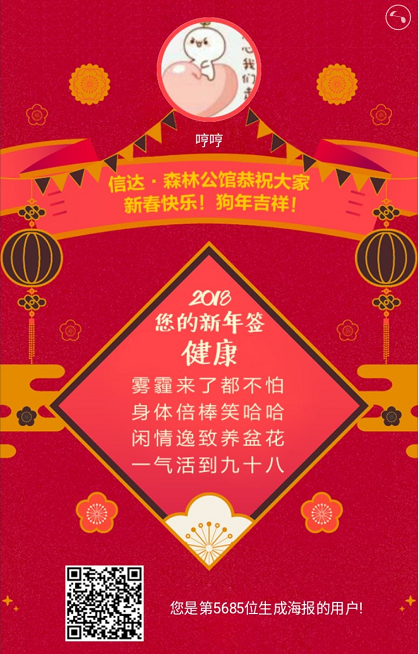 心我们
哼哼
信达·森林公馆恭祝大家
新春快乐！狗年吉祥！
2018
您的新年签
健康
雾霾来了都不怕
身体倍棒笑哈哈
闲情逸致养盆花
一气活到九十八
您是第5685位生成海报的用户!